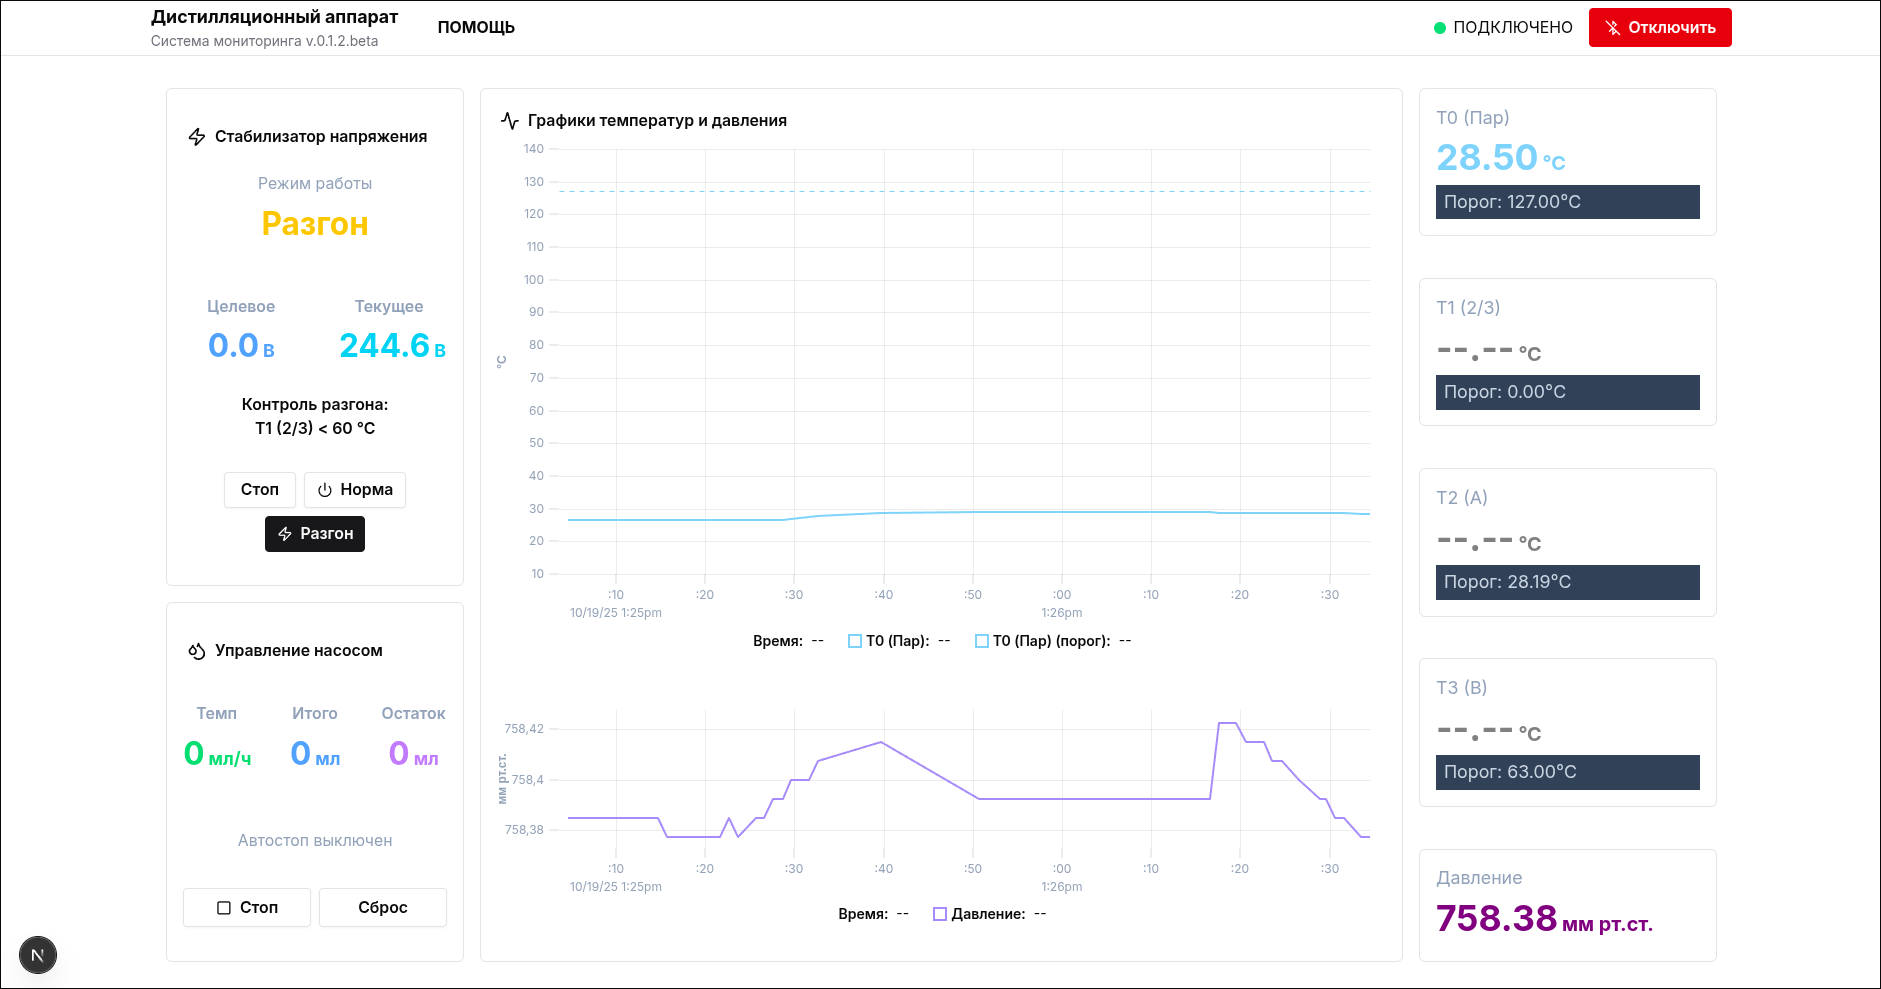 Дистилляционный аппарат
Система мониторинга v.0.1.2.beta
ПОМОЩЬ
ПОДКЛЮЧЕНО
Отключить
Стабилизатор напряжения
Режим работы
Разгон
Целевое Текущее
0.0 В 244.6 В
Контроль разгона:
T1 (2/3) < 60 °C
Стоп Норма
Разгон
Управление насосом
Темп Итого Остаток
0 мл/ч 0 мл 0 мл
Автостоп выключен
Стоп Сброс
N
Графики температур и давления
140
130
120
110
100
90
80
70
60
50
40
30
20
10
°C
:10 :20 :30 :40 :50 :00 :10 :20 :30
10/19/25 1:25pm 1:26pm
Время: -- T0 (Пар): -- T0 (Пар) (порог): --
758,42
758,4
758,38
мм рт.ст.
:10 :20 :30 :40 :50 :00 :10 :20 :30
10/19/25 1:25pm 1:26pm
Время: -- Давление: --
T0 (Пар)
28.50 °C
Порог: 127.00°C
T1 (2/3)
--.-- °C
Порог: 0.00°C
T2 (A)
--.-- °C
Порог: 28.19°C
T3 (B)
--.-- °C
Порог: 63.00°C
Давление
758.38 мм рт.ст.